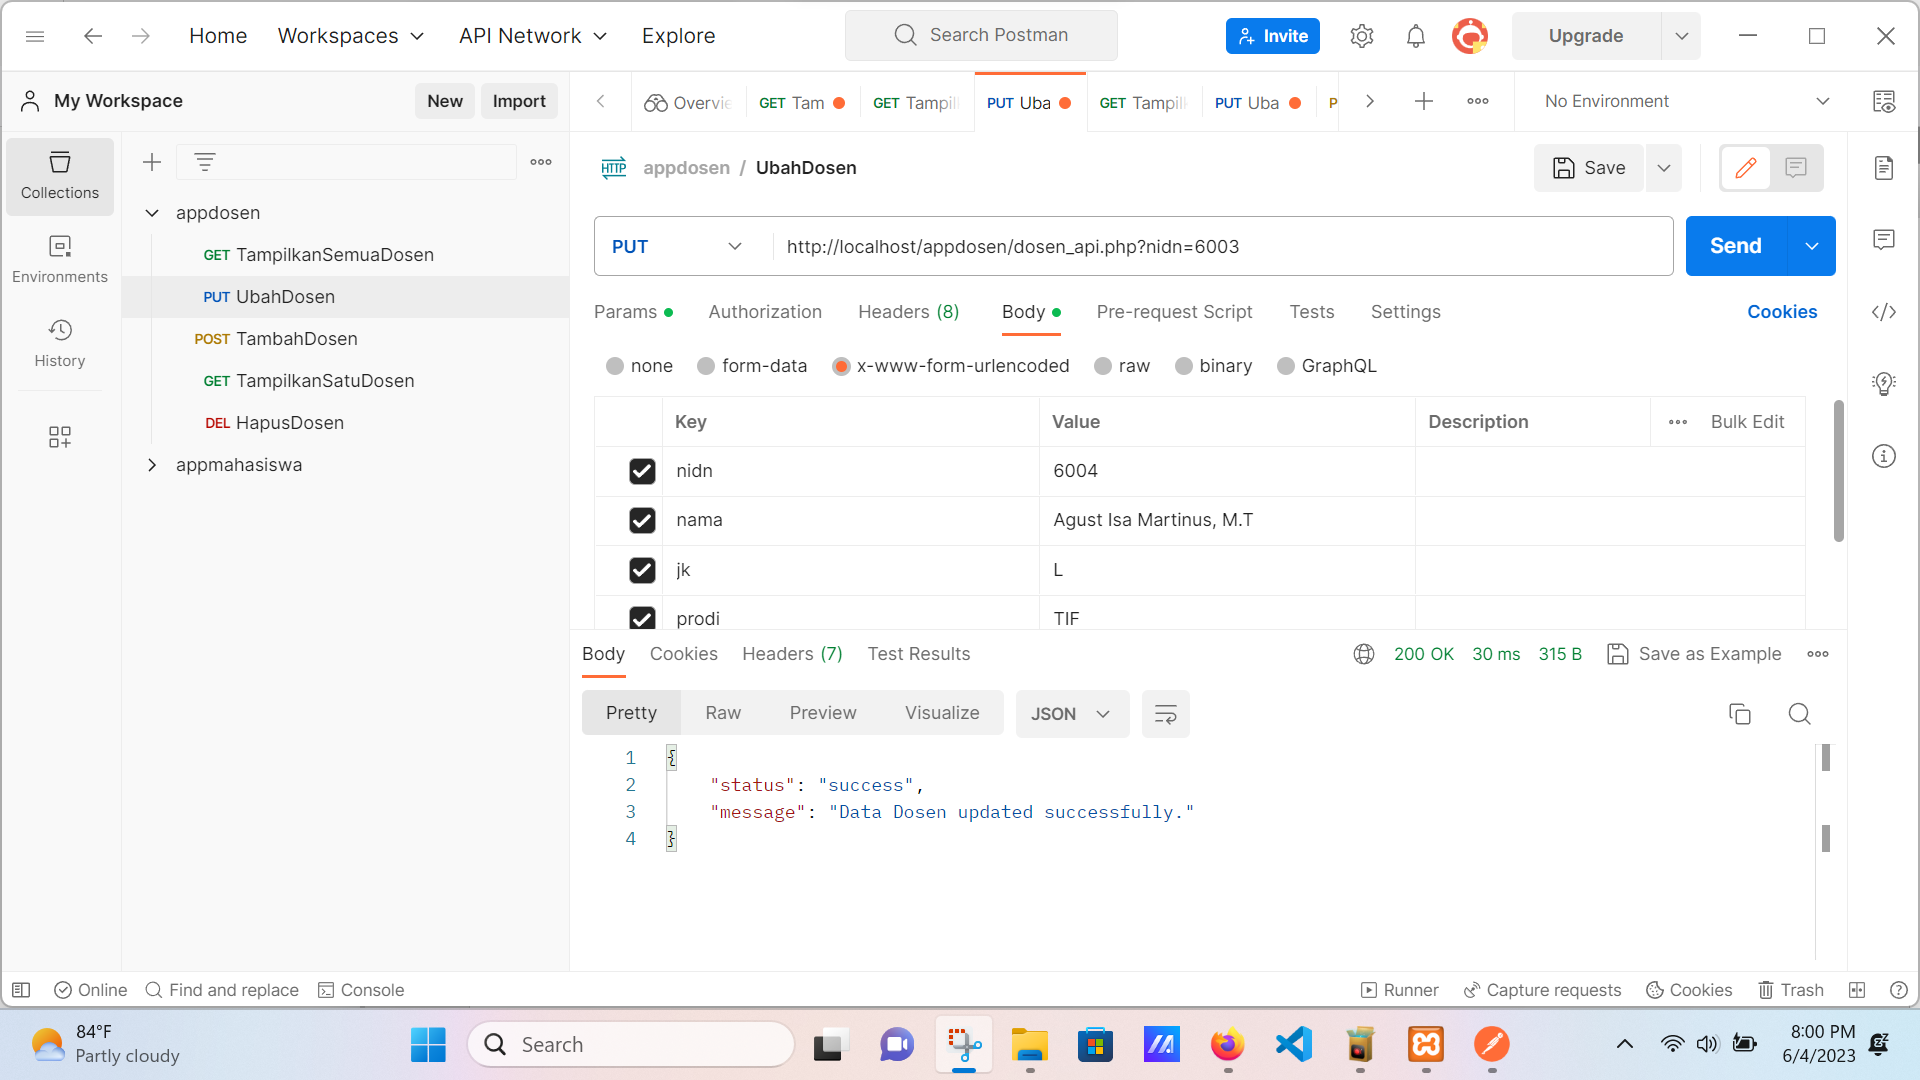 Home Workspaces API Network Explore Search Postman Invite Upgrade
My Workspace New Import
Overvie GET Tam GET Tampil PUT Uba GET Tampil PUT Uba P No Environment
Collections
Environments
History
appdosen
GET TampilkanSemuaDosen
PUT UbahDosen
POST TambahDosen
GET TampilkanSatuDosen
DEL HapusDosen
appmahasiswa
HTTP appdosen / UbahDosen Save
PUT http://localhost/appdosen/dosen_api.php?nidn=6003 Send
Params Authorization Headers (8) Body Pre-request Script Tests Settings Cookies
none form-data x-www-form-urlencoded raw binary GraphQL
Key Value Description Bulk Edit
nidn 6004
nama Agust Isa Martinus, M.T
jk L
prodi TIF
Body Cookies Headers (7) Test Results 200 OK 30 ms 315 B Save as Example
Pretty Raw Preview Visualize JSON
1 {
2 "status": "success",
3 "message": "Data Dosen updated successfully."
4 }
Online Find and replace Console Runner Capture requests Cookies Trash
84°F
Partly cloudy
Search
8:00 PM
6/4/2023